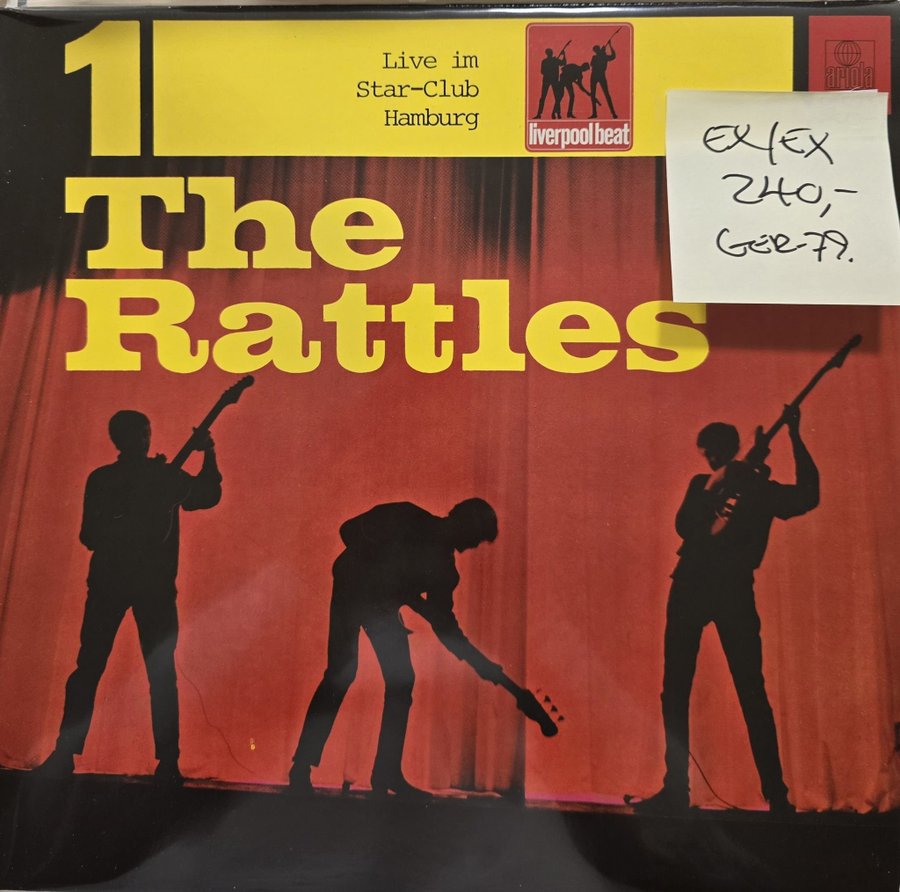 1
Live im
Star-Club
Hamburg
liverpool beat
ariola
EX/EX
240,-
GER-79.
The
Rattles